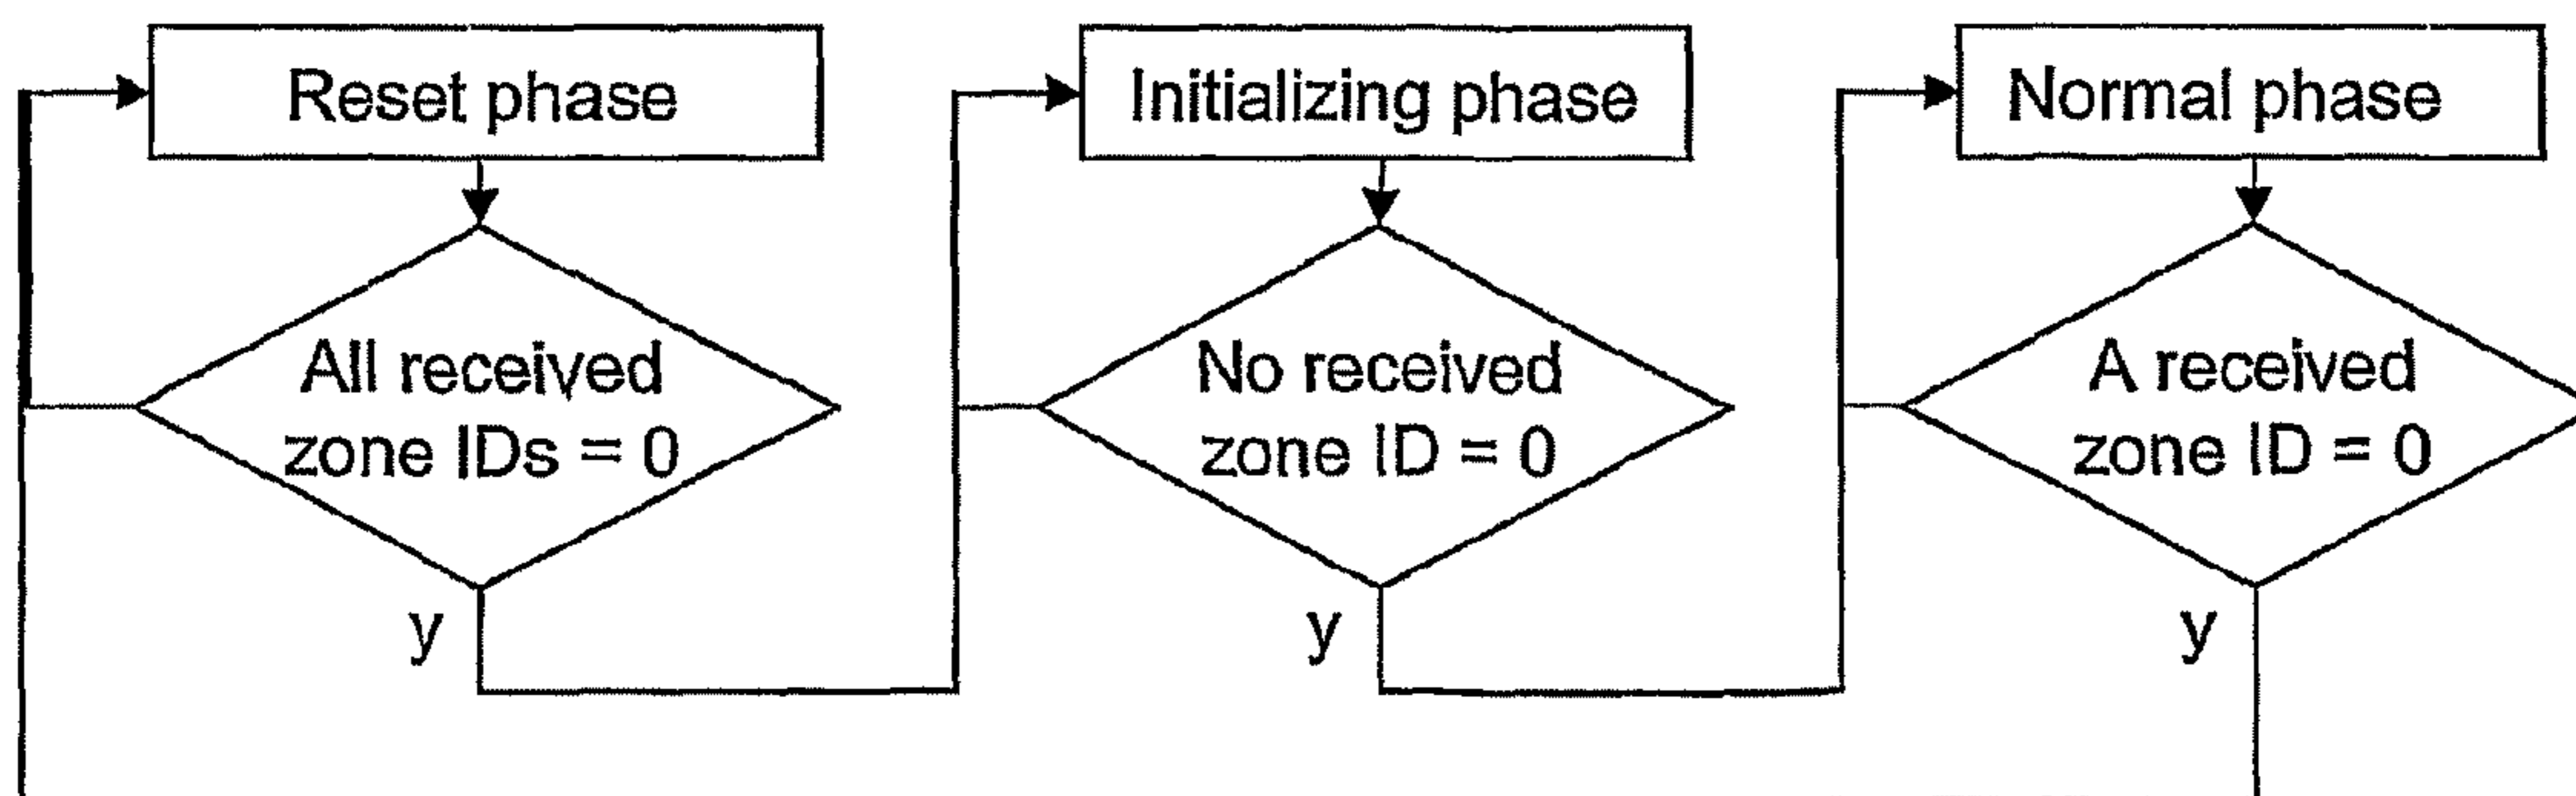 Reset phase
Initializing phase
Normal phase
All received
zone IDs = 0
No received
zone ID = 0
A received
zone ID = 0
y
y
y